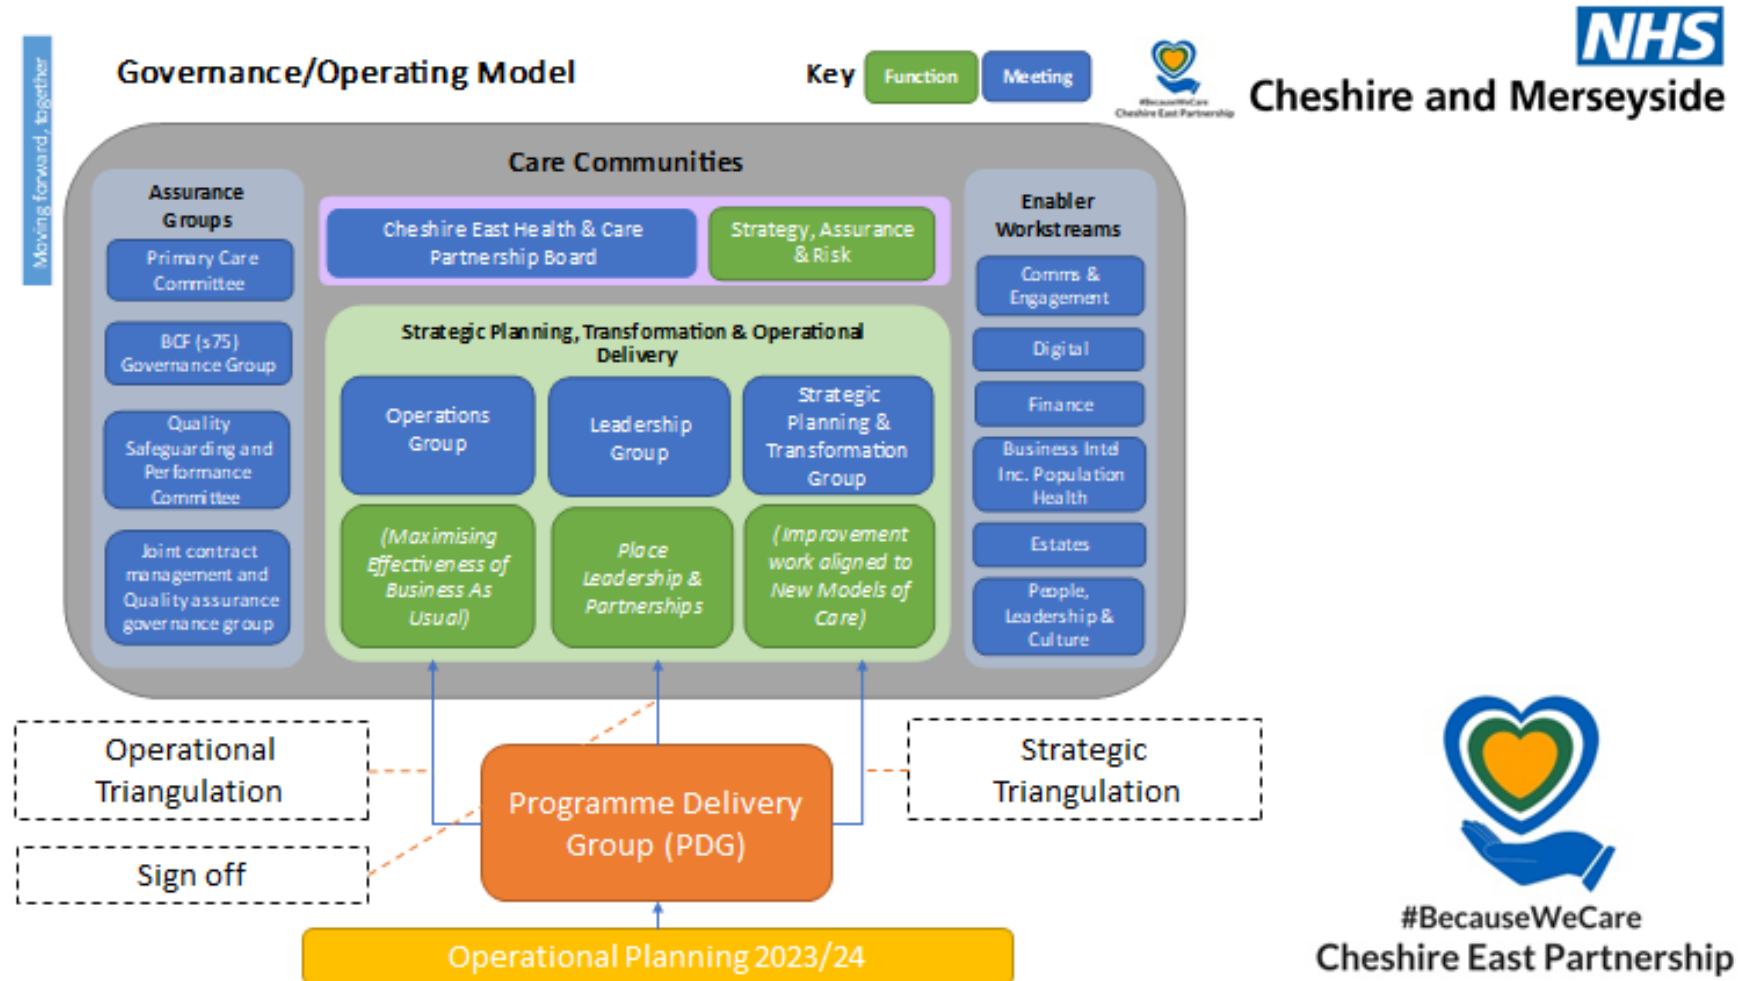 Moving forward, together
Governance/Operating Model
Key
Function
Meeting
#BecauseWeCare
Cheshire East Partnership
NHS
Cheshire and Merseyside
Care Communities
Assurance
Groups
Primary Care
Committee
BCF (s75)
Governance Group
Quality
Safeguarding and
Performance
Committee
Joint contract
management and
Quality assurance
governance group
Cheshire East Health & Care
Partnership Board
Strategy, Assurance
& Risk
Strategic Planning, Transformation & Operational
Delivery
Operations
Group
Leadership
Group
Strategic
Planning &
Transformation
Group
(Maximising
Effectiveness of
Business As
Usual)
Place
Leadership &
Partnerships
(Improvement
work aligned to
New Models of
Care)
Enabler
Workstreams
Comms &
Engagement
Digital
Finance
Business Intel
Inc. Population
Health
Estates
People,
Leadership &
Culture
Operational
Triangulation
Sign off
Programme Delivery
Group (PDG)
Strategic
Triangulation
Operational Planning 2023/24
#BecauseWeCare
Cheshire East Partnership